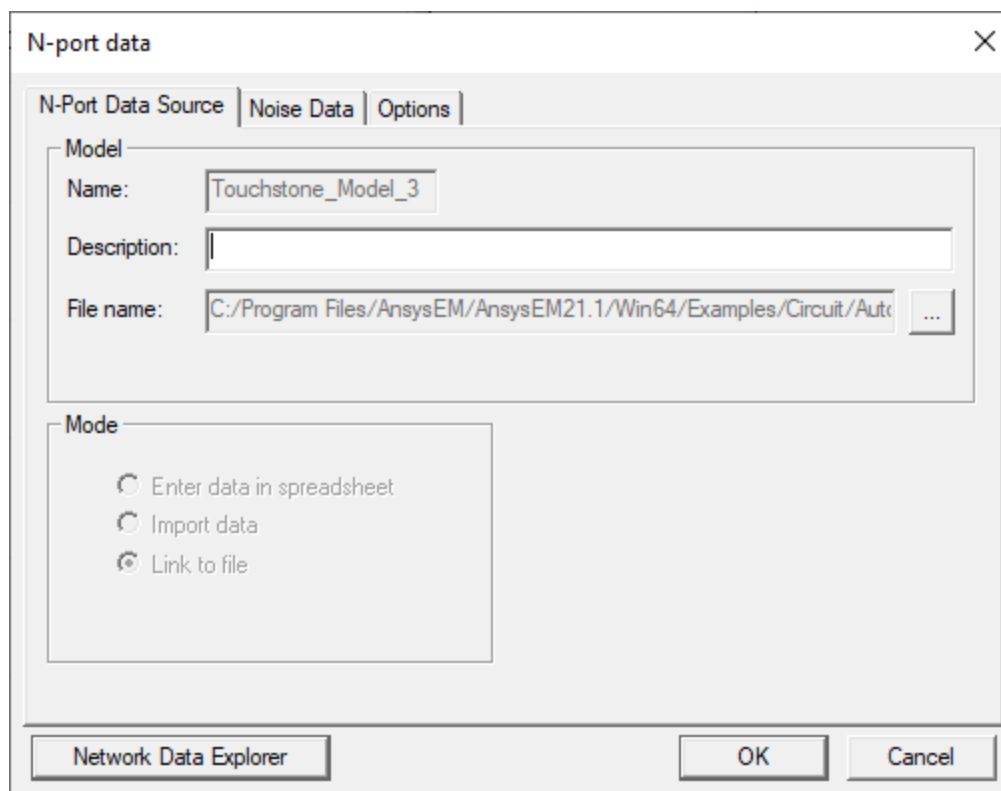 N-port data
N-Port Data Source Noise Data Options
Model
Name: Touchstone_Model_3
Description:
File name: C:/Program Files/AnsysEM/AnsysEM21.1/Win64/Examples/Circuit/Auto ...
Mode
Enter data in spreadsheet
Import data
Link to file
Network Data Explorer OK Cancel